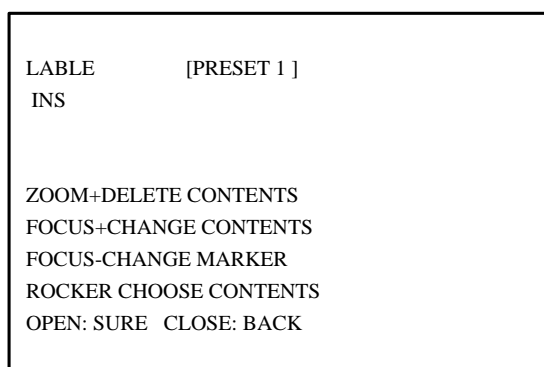 LABLE [PRESET 1 ]
INS
ZOOM+DELETE CONTENTS
FOCUS+CHANGE CONTENTS
FOCUS-CHANGE MARKER
ROCKER CHOOSE CONTENTS
OPEN: SURE CLOSE: BACK